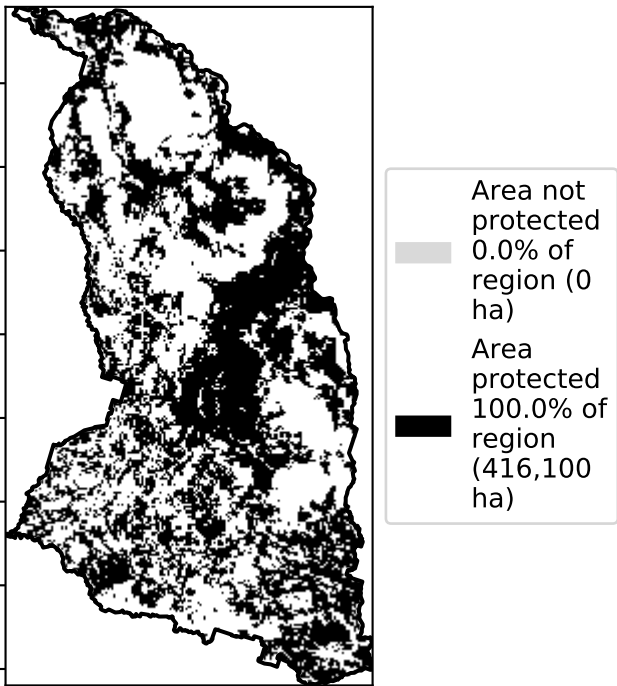 Area not
protected
0.0% of
region (0
ha)
Area
protected
100.0% of
region
(416,100
ha)